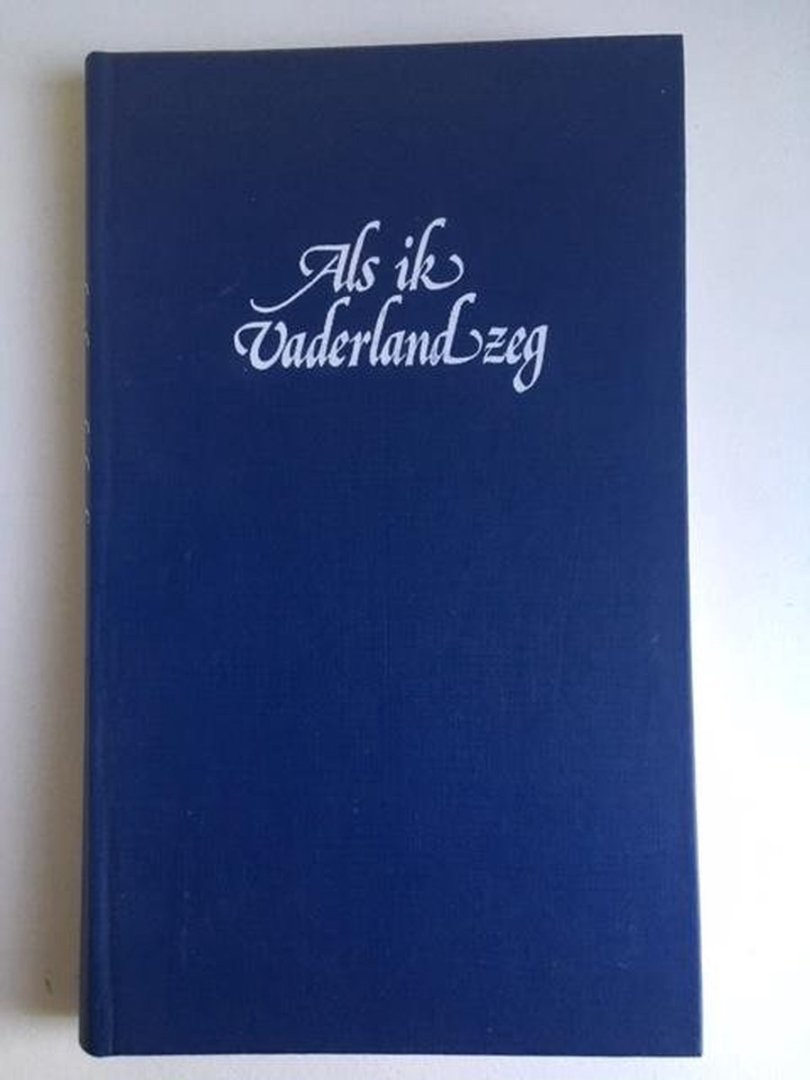 Als ik
Vaderland zeg